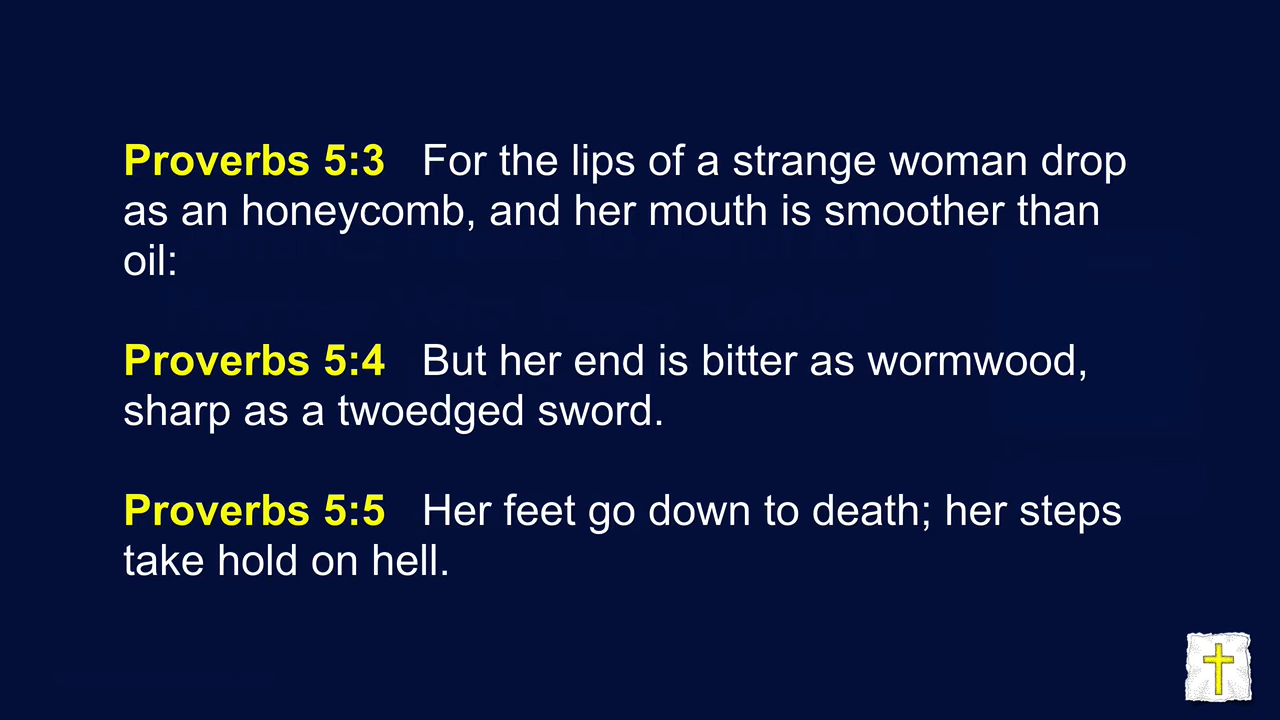 Proverbs 5:3 For the lips of a strange woman drop
as an honeycomb, and her mouth is smoother than
oil:
Proverbs 5:4 But her end is bitter as wormwood,
sharp as a twoedged sword.
Proverbs 5:5 Her feet go down to death; her steps
take hold on hell.